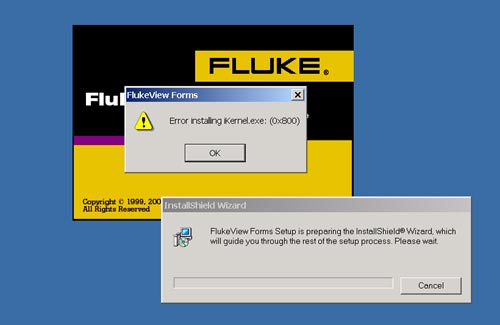 FLUKE®
Flu
FlukeView Forms
Error installing iKernel.exe: (0x800)
OK
Copyright © 1999, 200
All Rights Reserved
InstallShield Wizard
FlukeView Forms Setup is preparing the InstallShield® Wizard, which
will guide you through the rest of the setup process. Please wait.
Cancel